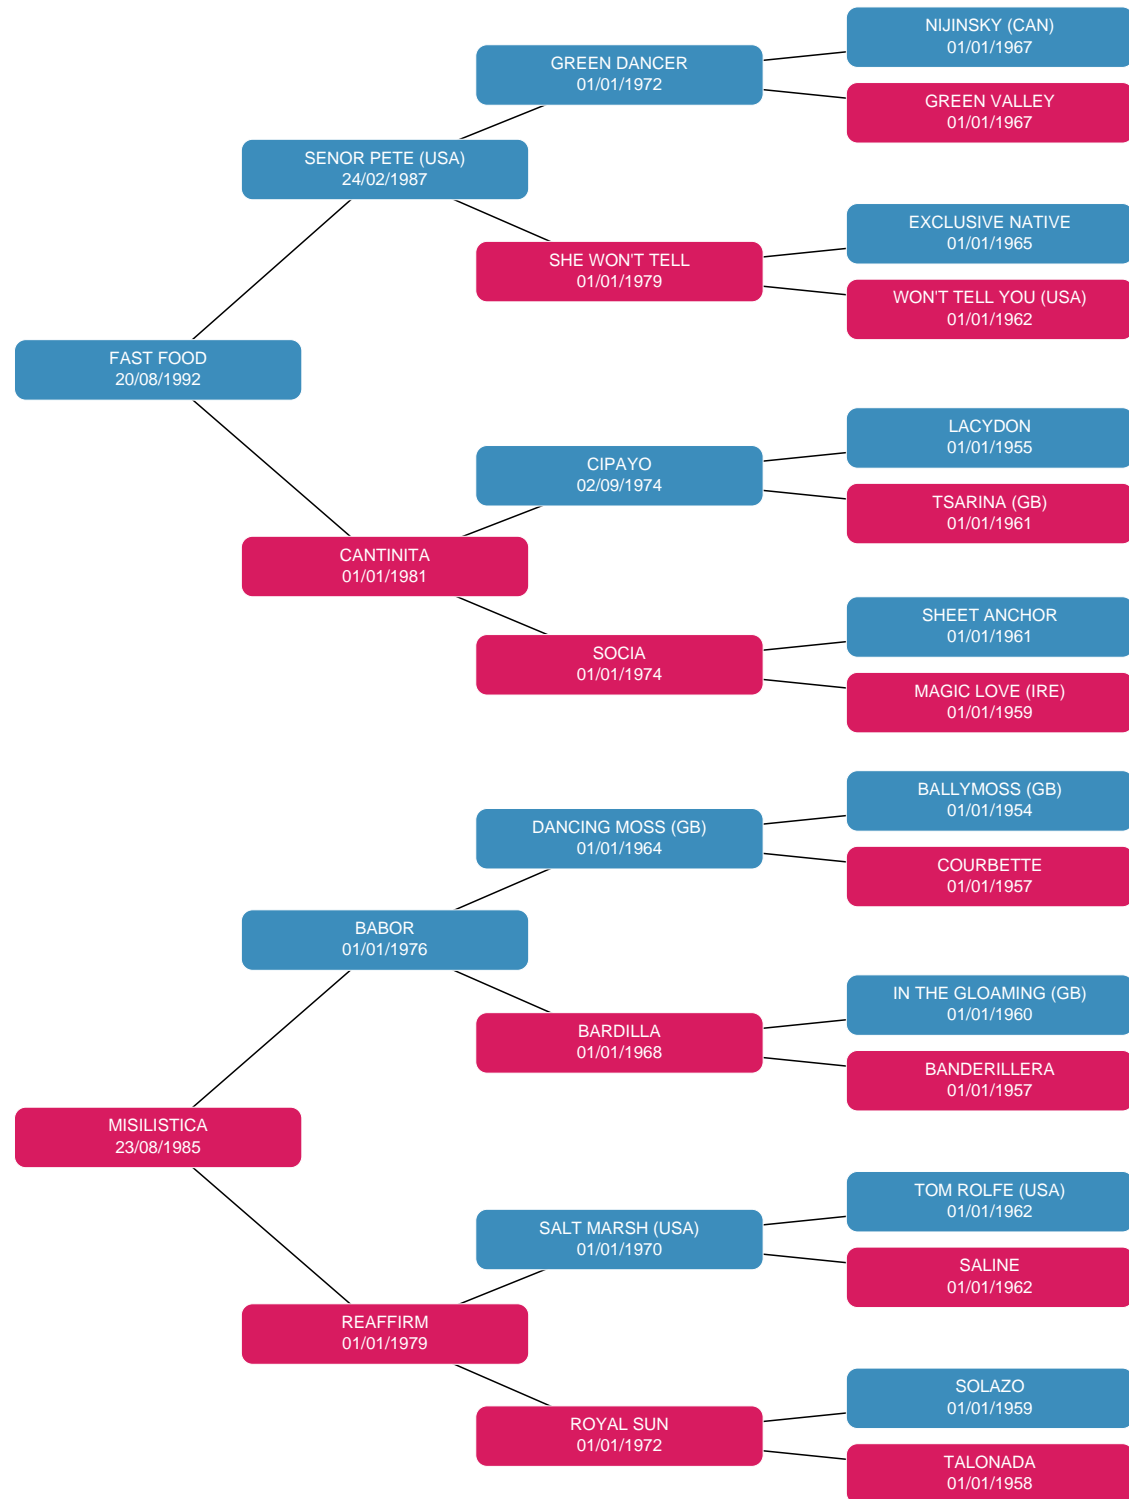 NIJINSKY (CAN)
01/01/1967
GREEN DANCER
01/01/1972
GREEN VALLEY
01/01/1967
SENOR PETE (USA)
24/02/1987
EXCLUSIVE NATIVE
01/01/1965
SHE WON'T TELL
01/01/1979
WON'T TELL YOU (USA)
01/01/1962
FAST FOOD
20/08/1992
LACYDON
01/01/1955
CIPAYO
02/09/1974
TSARINA (GB)
01/01/1961
CANTINITA
01/01/1981
SHEET ANCHOR
01/01/1961
SOCIA
01/01/1974
MAGIC LOVE (IRE)
01/01/1959
BALLYMOSS (GB)
01/01/1954
DANCING MOSS (GB)
01/01/1964
COURBETTE
01/01/1957
BABOR
01/01/1976
IN THE GLOAMING (GB)
01/01/1960
BARDILLA
01/01/1968
BANDERILLERA
01/01/1957
MISILISTICA
23/08/1985
TOM ROLFE (USA)
01/01/1962
SALT MARSH (USA)
01/01/1970
SALINE
01/01/1962
REAFFIRM
01/01/1979
SOLAZO
01/01/1959
ROYAL SUN
01/01/1972
TALONADA
01/01/1958